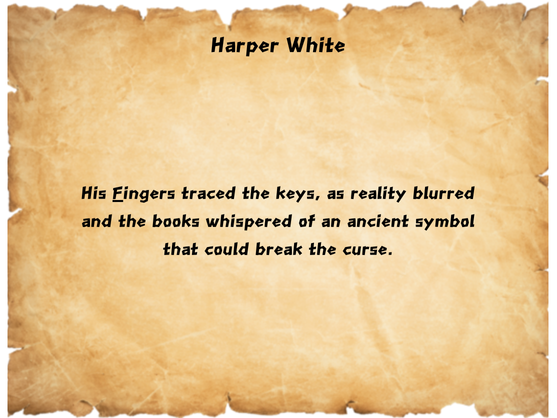 Harper White
His Fingers traced the keys, as reality blurred
and the books whispered of an ancient symbol
that could break the curse.